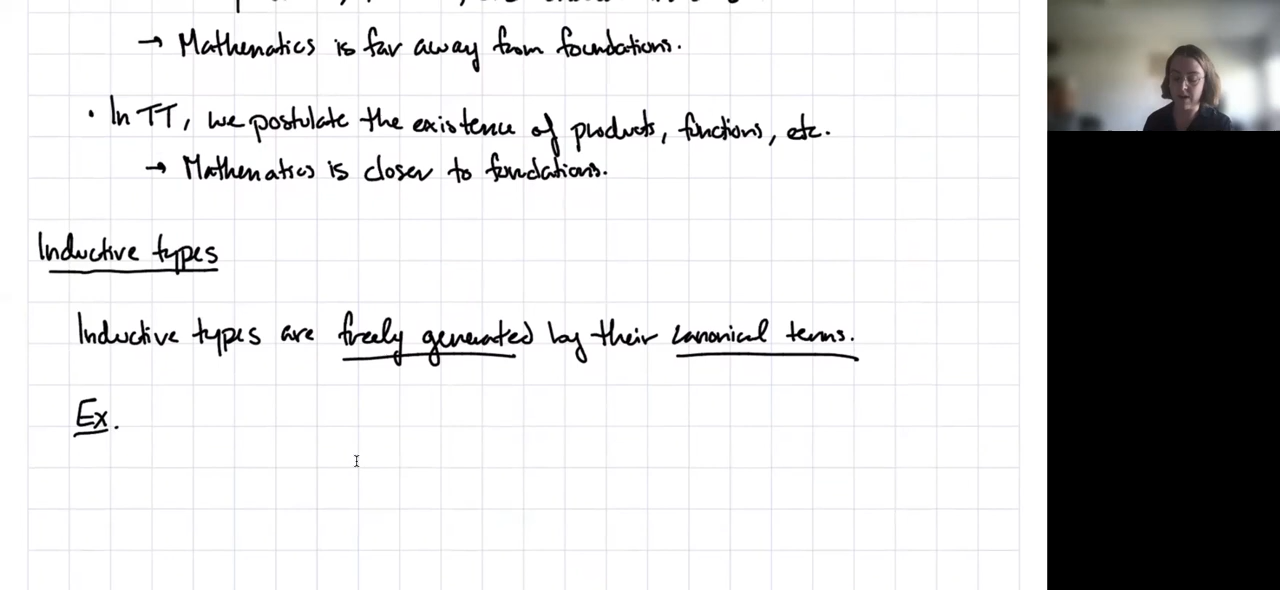 → Mathematics is far away from foundations.
• In TT, we postulate the existence of products, functions, etc.
→ Mathematics is closer to foundations.
Inductive types
Inductive types are freely generated by their canonical terms.
Ex.